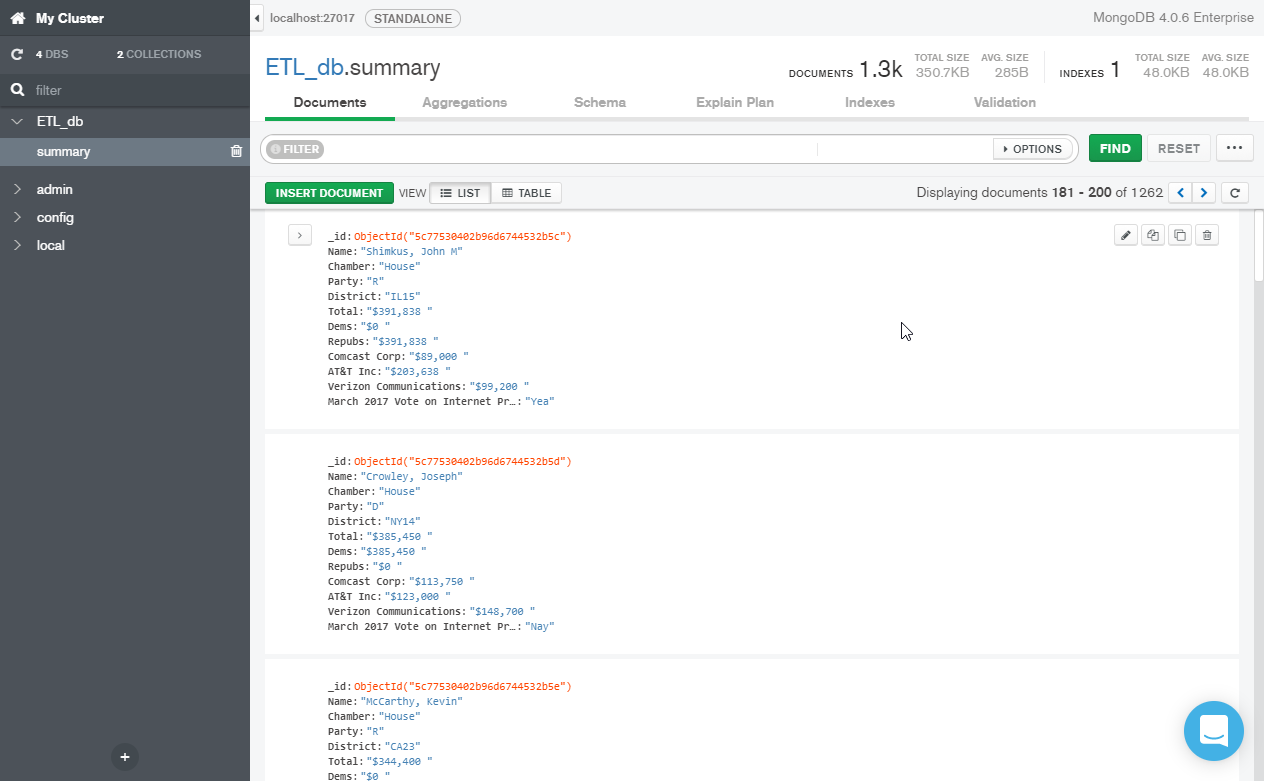 My Cluster
localhost:27017 STANDALONE MongoDB 4.0.6 Enterprise
4 DBS 2 COLLECTIONS
filter
ETL_db
summary
admin
config
local
ETL_db.summary
DOCUMENTS 1.3k TOTAL SIZE 350.7KB AVG. SIZE 285B INDEXES 1 TOTAL SIZE 48.0KB AVG. SIZE 48.0KB
Documents Aggregations Schema Explain Plan Indexes Validation
FILTER OPTIONS FIND RESET ...
INSERT DOCUMENT VIEW LIST TABLE Displaying documents 181 - 200 of 1262
_id: ObjectId("5c77530402b96d6744532b5c")
Name: "Shimkus, John M"
Chamber: "House"
Party: "R"
District: "IL15"
Total: "$391,838 "
Dems: "$0 "
Repubs: "$391,838 "
Comcast Corp: "$89,000 "
AT&T Inc: "$203,638 "
Verizon Communications: "$99,200 "
March 2017 Vote on Internet Pr…: "Yea"
_id: ObjectId("5c77530402b96d6744532b5d")
Name: "Crowley, Joseph"
Chamber: "House"
Party: "D"
District: "NY14"
Total: "$385,450 "
Dems: "$385,450 "
Repubs: "$0 "
Comcast Corp: "$113,750 "
AT&T Inc: "$123,000 "
Verizon Communications: "$148,700 "
March 2017 Vote on Internet Pr…: "Nay"
_id: ObjectId("5c77530402b96d6744532b5e")
Name: "McCarthy, Kevin"
Chamber: "House"
Party: "R"
District: "CA23"
Total: "$344,400 "
Dems: "$0 "